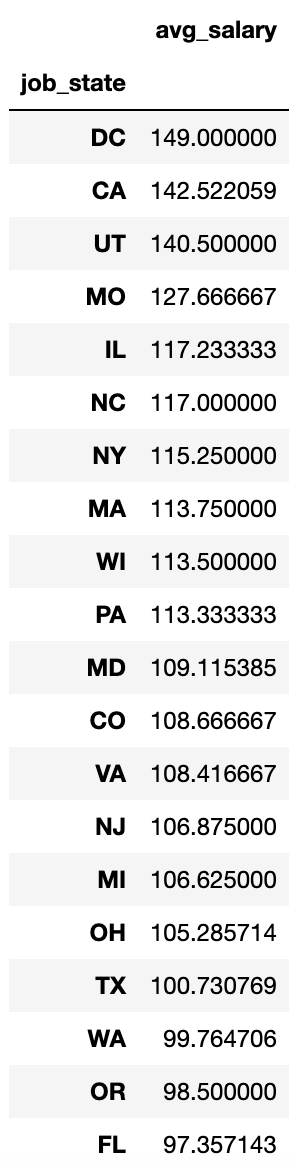 avg_salary
job_state
DC 149.000000
CA 142.522059
UT 140.500000
MO 127.666667
IL 117.233333
NC 117.000000
NY 115.250000
MA 113.750000
WI 113.500000
PA 113.333333
MD 109.115385
CO 108.666667
VA 108.416667
NJ 106.875000
MI 106.625000
OH 105.285714
TX 100.730769
WA 99.764706
OR 98.500000
FL 97.357143